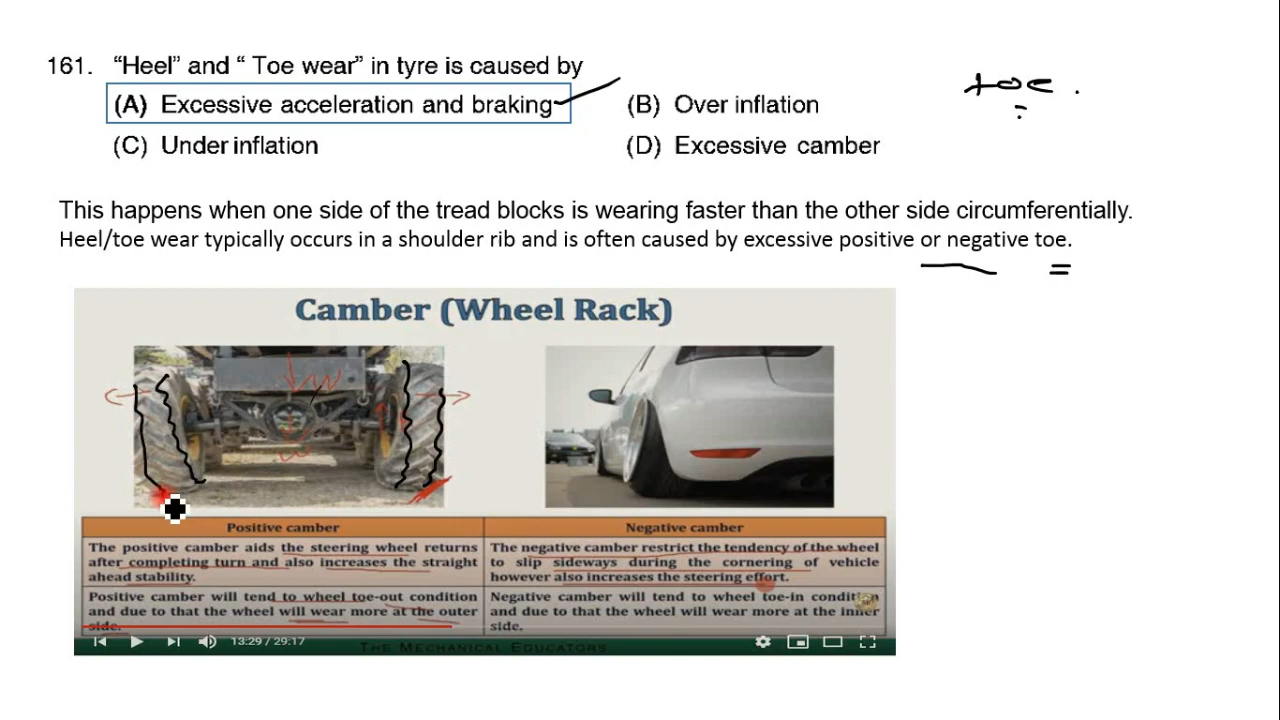 161. “Heel” and “ Toe wear” in tyre is caused by
toe .
(A) Excessive acceleration and braking (B) Over inflation
(C) Under inflation (D) Excessive camber
This happens when one side of the tread blocks is wearing faster than the other side circumferentially.
Heel/toe wear typically occurs in a shoulder rib and is often caused by excessive positive or negative toe.
Camber (Wheel Rack)
W
Positive camber Negative camber
The positive camber aids the steering wheel returns
after completing turn and also increases the straight
ahead stability.
The negative camber restrict the tendency of the wheel
to slip sideways during the cornering of vehicle
however also increases the steering effort.
Positive camber will tend to wheel toe-out condition
and due to that the wheel will wear more at the outer
side.
Negative camber will tend to wheel toe-in condition
and due to that the wheel will wear more at the inner
side.
13:29 / 29:17
THE MECHANICAL EDUCATORS